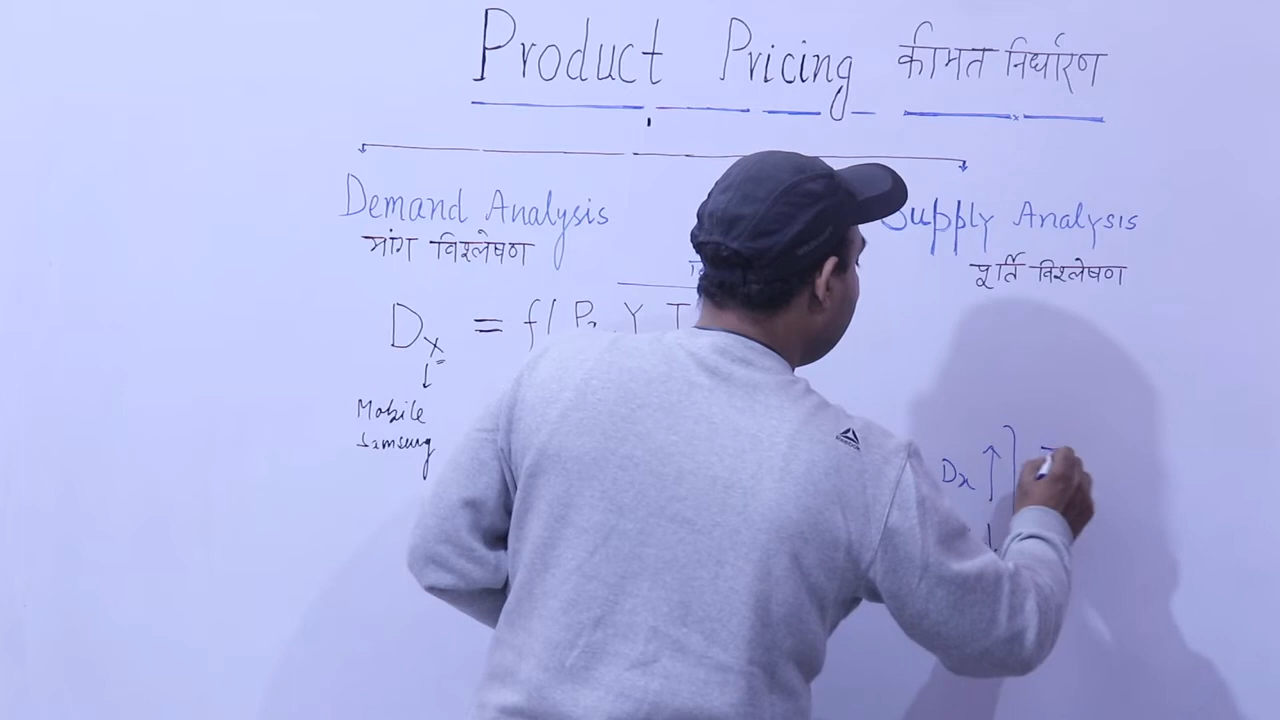 Product Pricing कीमत निर्धारण
Demand Analysis
मांग विश्लेषण
Supply Analysis
पूर्ति विश्लेषण
Dx = f( Y T
Mobile
Samsung
Dx ↑